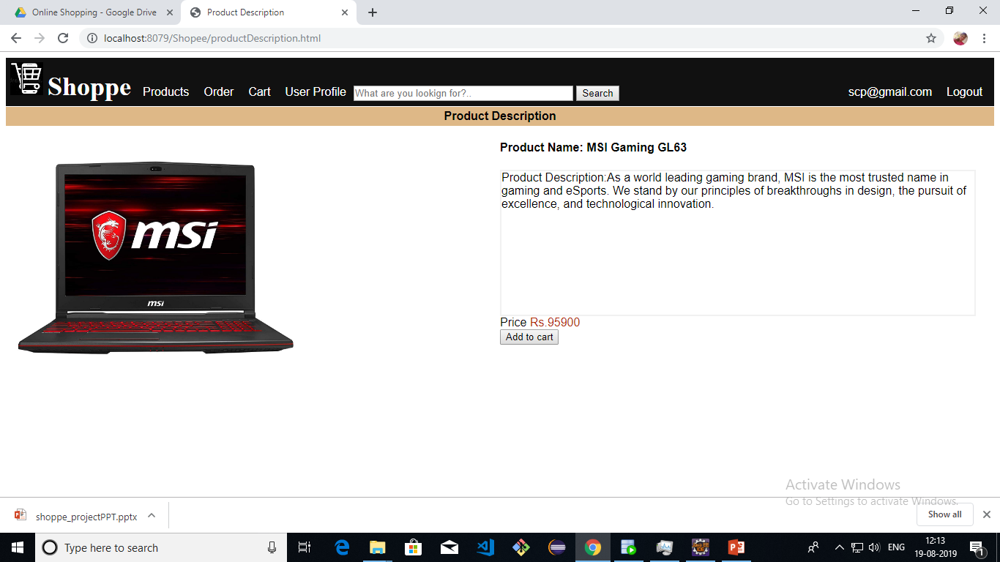 Online Shopping - Google Drive
Product Description
localhost:8079/Shopee/productDescription.html
Shoppe
Products
Order
Cart
User Profile
What are you lookign for?..
Search
scp@gmail.com
Logout
Product Description
msi
msi
Product Name: MSI Gaming GL63
Product Description:As a world leading gaming brand, MSI is the most trusted name in
gaming and eSports. We stand by our principles of breakthroughs in design, the pursuit of
excellence, and technological innovation.
Price Rs.95900
Add to cart
Activate Windows
Go to Settings to activate Windows.
shoppe_projectPPT.pptx
Show all
Type here to search
ENG
12:13
19-08-2019
1